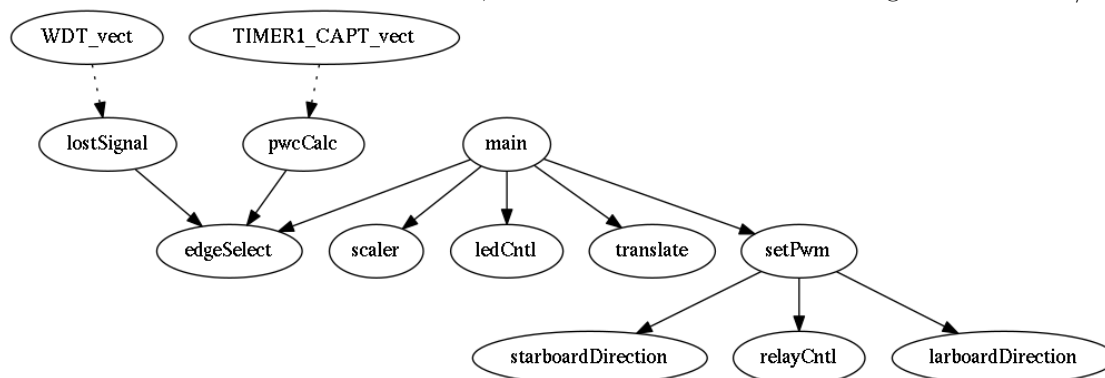 WDT_vect
TIMER1_CAPT_vect
lostSignal
pwcCalc
main
edgeSelect
scaler
ledCntl
translate
setPwm
starboardDirection
relayCntl
larboardDirection